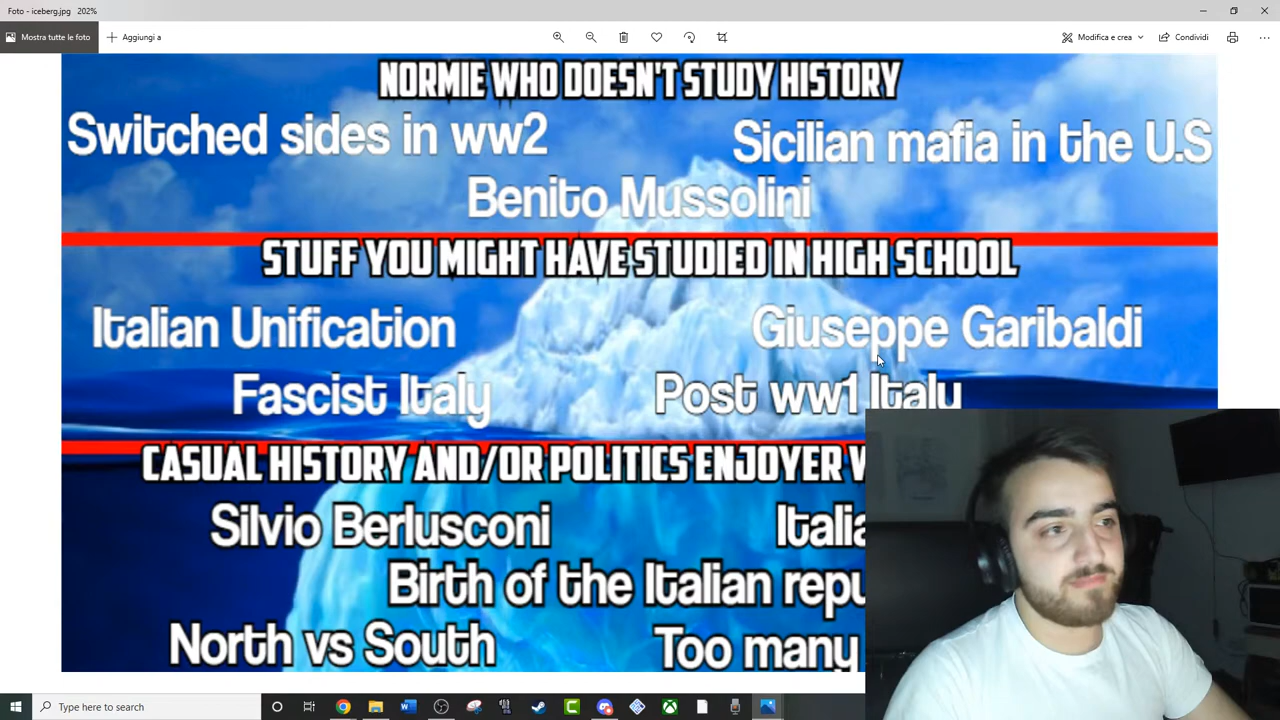 Foto - iceberg.jpg 202%
Mostra tutte le foto
Aggiungi a
Modifica e crea
Condividi
NORMIE WHO DOESN'T STUDY HISTORY
Switched sides in ww2
Sicilian mafia in the U.S
Benito Mussolini
STUFF YOU MIGHT HAVE STUDIED IN HIGH SCHOOL
Italian Unification
Giuseppe Garibaldi
Fascist Italy
Post ww1 Italy
CASUAL HISTORY AND/OR POLITICS ENJOYER
Silvio Berlusconi
Birth of the Italian
North vs South
Too many
Type here to search